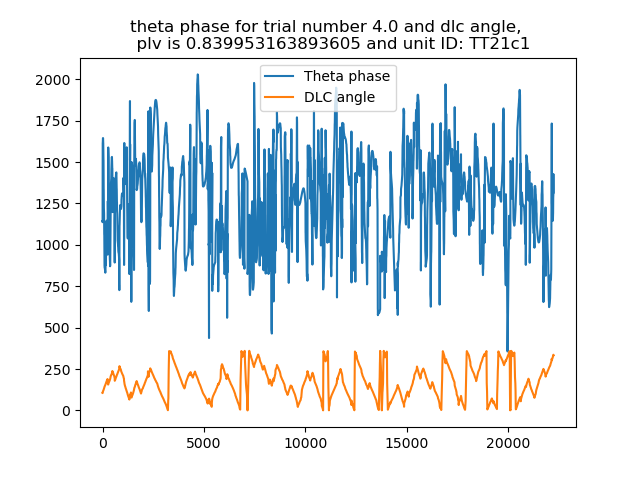 theta phase for trial number 4.0 and dlc angle,
plv is 0.839953163893605 and unit ID: TT21c1
Theta phase
DLC angle
2000
1750
1500
1250
1000
750
500
250
0
0 5000 10000 15000 20000